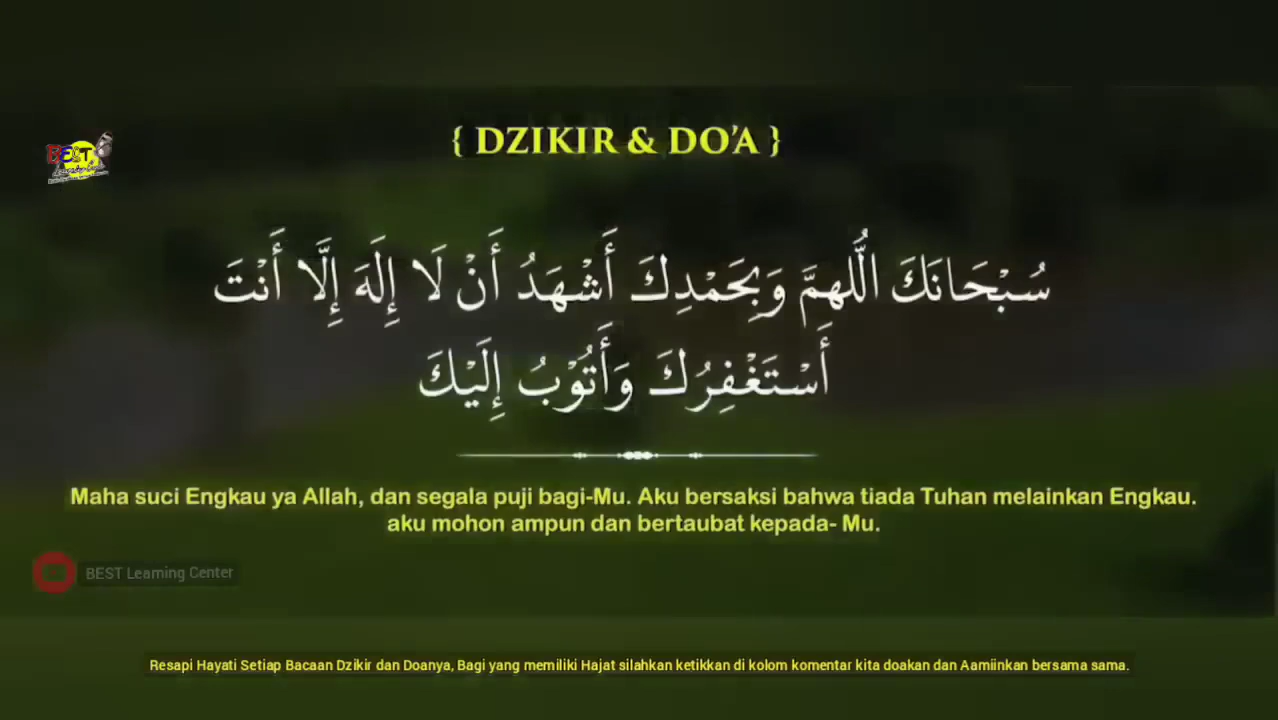 { DZIKIR & DO’A }
BEST
سُبْحَانَكَ اللَّهُمَّ وَبِحَمْدِكَ أَشْهَدُ أَنْ لَا إِلَهَ إِلَّا أَنْتَ
أَسْتَغْفِرُكَ وَأَتُوْبُ إِلَيْكَ
Maha suci Engkau ya Allah, dan segala puji bagi-Mu. Aku bersaksi bahwa tiada Tuhan melainkan Engkau.
aku mohon ampun dan bertaubat kepada- Mu.
BEST Learning Center
Resapi Hayati Setiap Bacaan Dzikir dan Doanya, Bagi yang memiliki Hajat silahkan ketikkan di kolom komentar kita doakan dan Aamiinkan bersama sama.